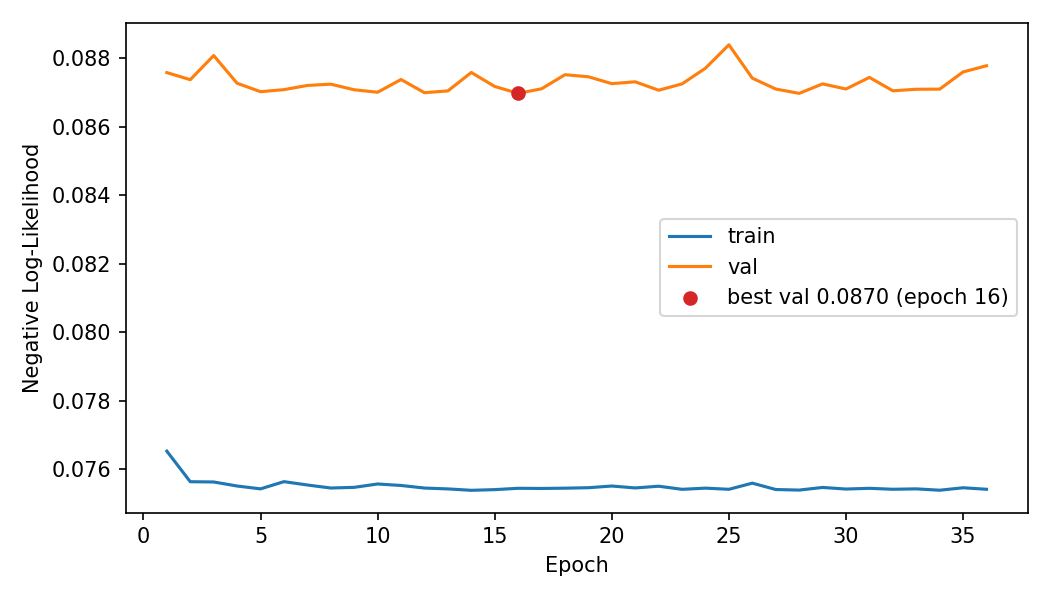 0.088
0.086
0.084
0.082
0.080
0.078
0.076
Negative Log-Likelihood
train
val
best val 0.0870 (epoch 16)
0 5 10 15 20 25 30 35
Epoch